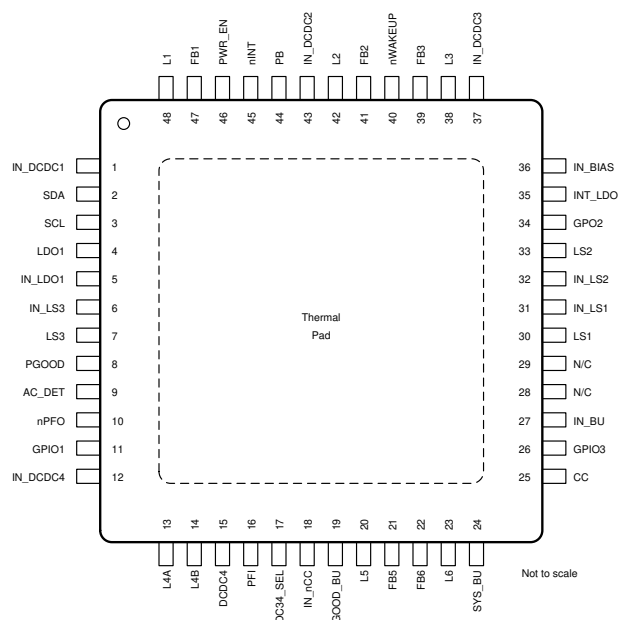 L1
FB1
PWR_EN
nINT
PB
IN_DCDC2
L2
FB2
nWAKEUP
FB3
L3
IN_DCDC3
48
47
46
45
44
43
42
41
40
39
38
37
IN_DCDC1 1
SDA 2
SCL 3
LDO1 4
IN_LDO1 5
IN_LS3 6
LS3 7
PGOOD 8
AC_DET 9
nPFO 10
GPIO1 11
IN_DCDC4 12
Thermal
Pad
36 IN_BIAS
35 INT_LDO
34 GPO2
33 LS2
32 IN_LS2
31 IN_LS1
30 LS1
29 N/C
28 N/C
27 IN_BU
26 GPIO3
25 CC
13
14
15
16
17
18
19
20
21
22
23
24
L4A
L4B
DCDC4
PFI
DC34_SEL
IN_nCC
GOOD_BU
L5
FB5
FB6
L6
SYS_BU
Not to scale